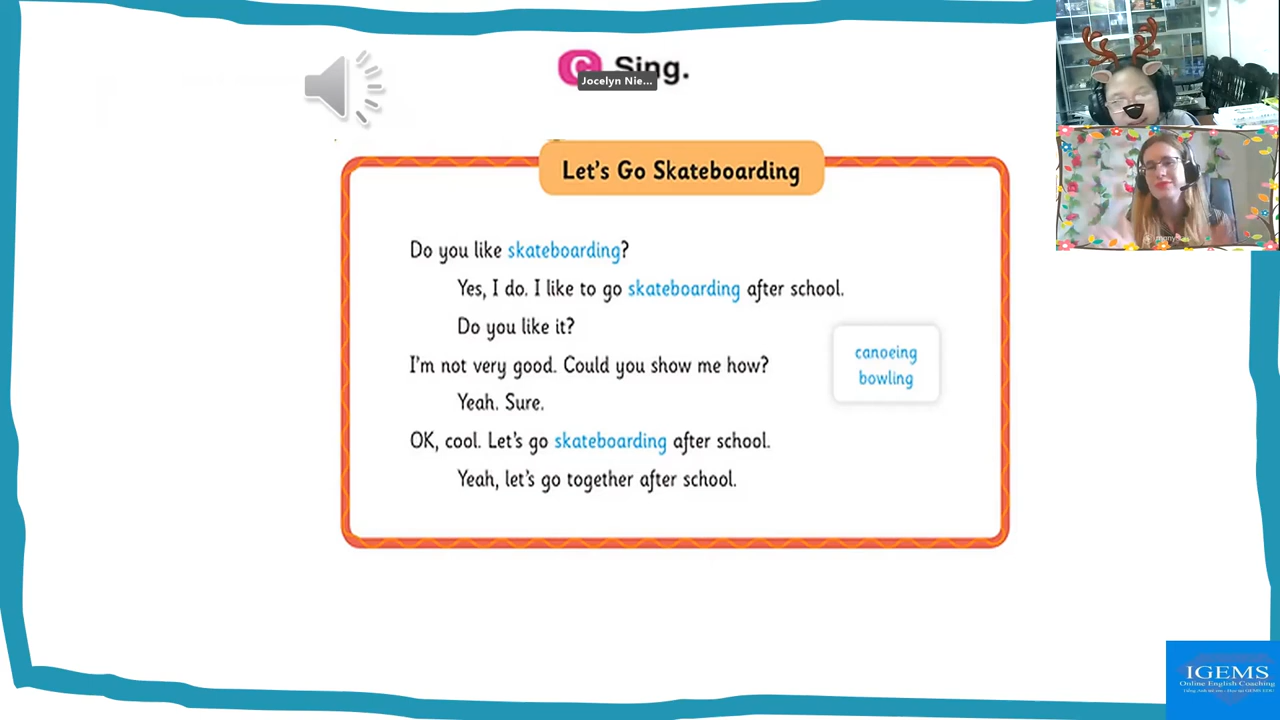 C Sing.
Jocelyn Nie...
Let's Go Skateboarding
Do you like skateboarding?
Yes, I do. I like to go skateboarding after school.
Do you like it?
I'm not very good. Could you show me how?
Yeah. Sure.
OK, cool. Let's go skateboarding after school.
Yeah, let's go together after school.
canoeing
bowling
IGEMS
Online English Coaching